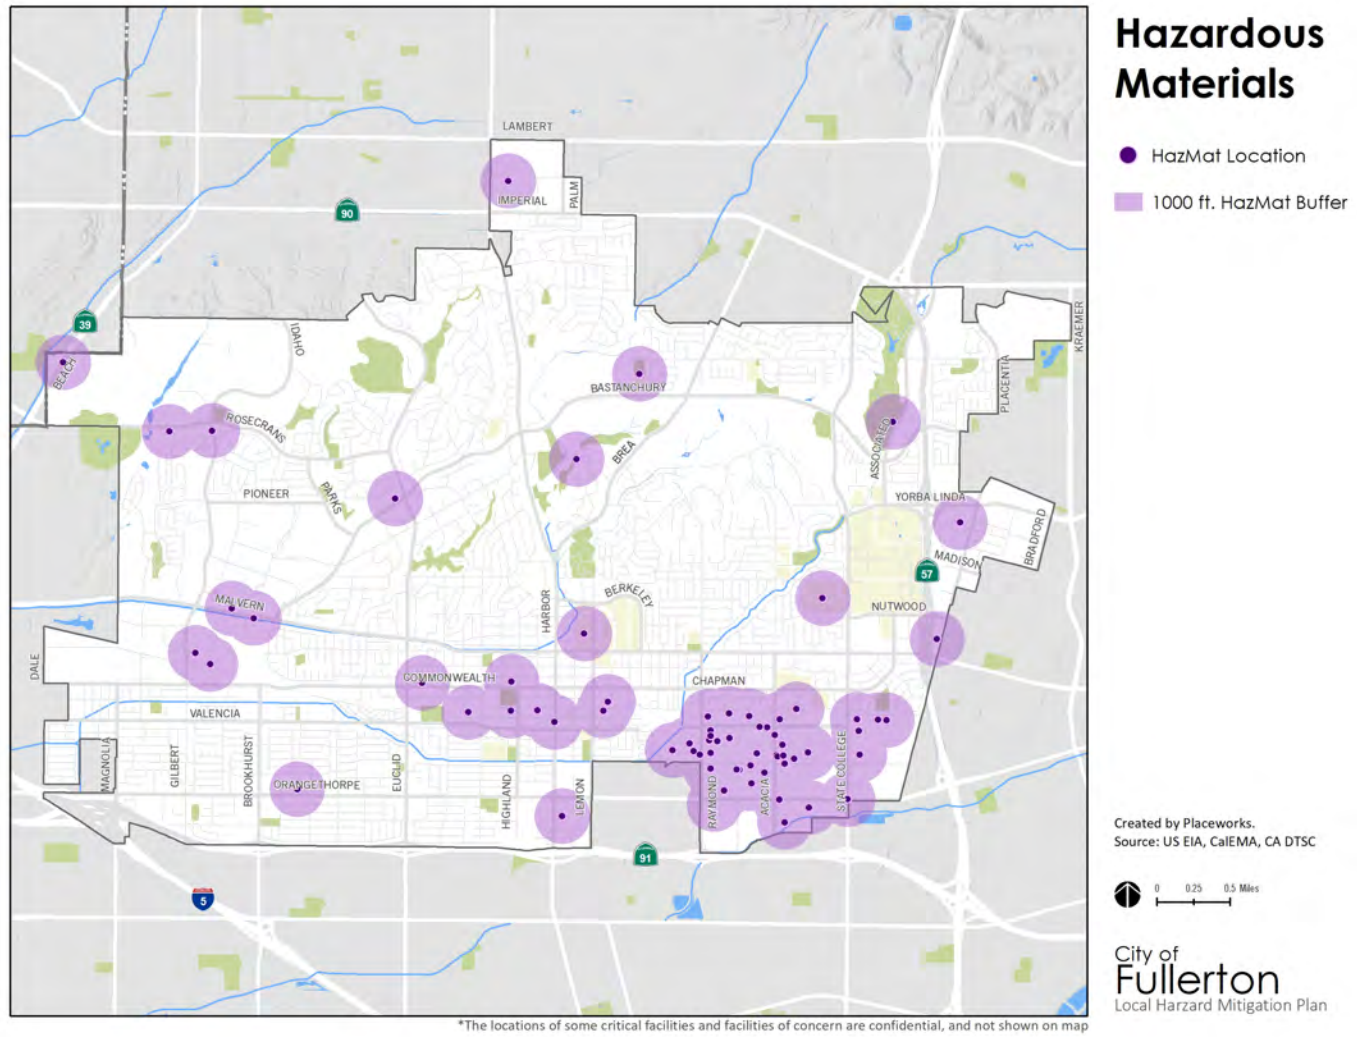 Hazardous
Materials
HazMat Location
1000 ft. HazMat Buffer
LAMBERT
IMPERIAL
PALM
90
39
BEACH
IDAHO
KRAEMER
PLACENTIA
BASTANCHURY
ROSECRANS
BREA
ASSOCIATED
PIONEER
PARKS
YORBA LINDA
BRADFORD
MADISON
57
MALVERN
HARBOR
BERKELEY
NUTWOOD
DALE
COMMONWEALTH
CHAPMAN
VALENCIA
MAGNOLIA
GILBERT
BROOKHURST
ORANGETHORPE
EUCLID
HIGHLAND
LEMON
RAYMOND
ACACIA
STATE COLLEGE
91
5
Created by Placeworks.
Source: US EIA, CalEMA, CA DTSC
0 0.25 0.5 Miles
City of
Fullerton
Local Harzard Mitigation Plan
*The locations of some critical facilities and facilities of concern are confidential, and not shown on map